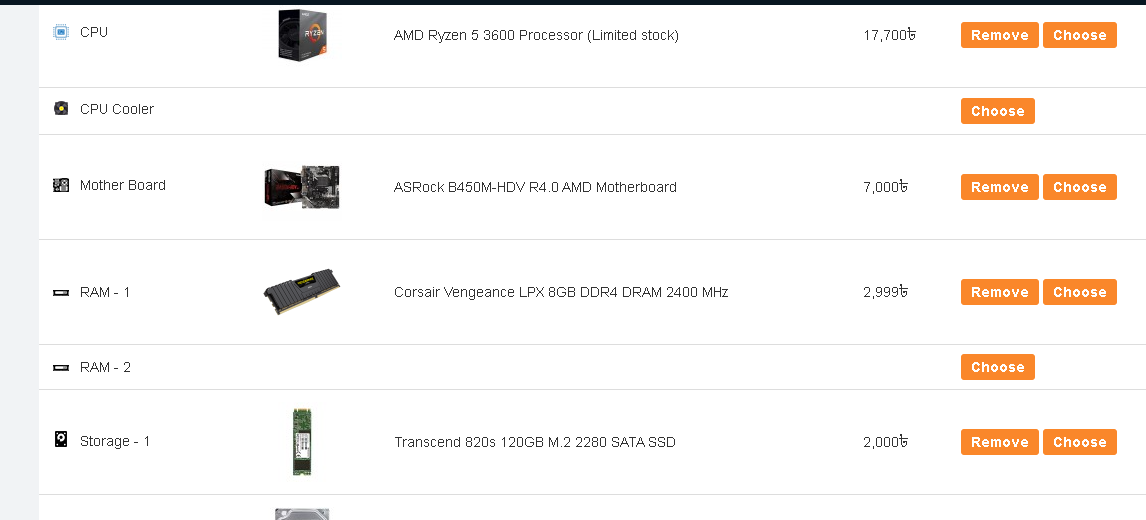 CPU
RYZEN
5
AMD Ryzen 5 3600 Processor (Limited stock)
17,700৳
Remove
Choose
CPU Cooler
Choose
Mother Board
ASRock B450M-HDV R4.0 AMD Motherboard
7,000৳
Remove
Choose
RAM - 1
Corsair Vengeance LPX 8GB DDR4 DRAM 2400 MHz
2,999৳
Remove
Choose
RAM - 2
Choose
Storage - 1
Transcend 820s 120GB M.2 2280 SATA SSD
2,000৳
Remove
Choose